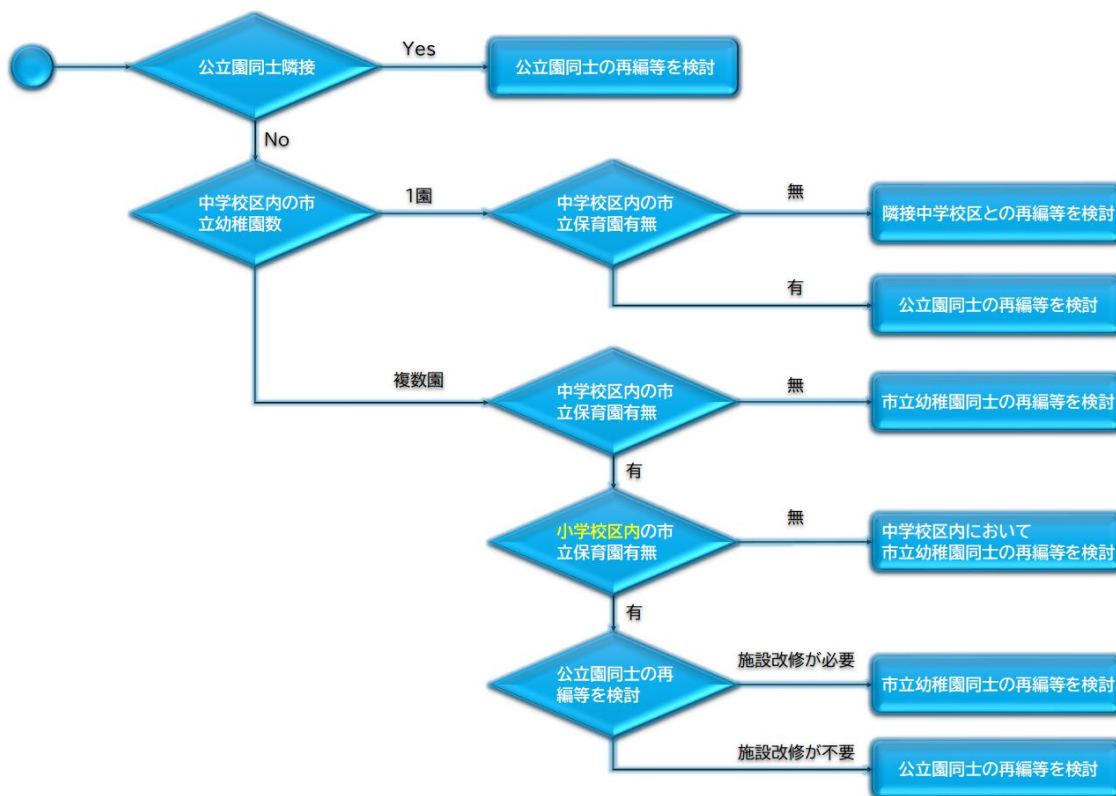 Yes
公立園同士隣接
公立園同士の再編等を検討
No
中学校区内の市
立幼稚園数
1園
中学校区内の市
立保育園有無
無
隣接中学校区との再編等を検討
有
公立園同士の再編等を検討
複数園
中学校区内の市
立保育園有無
無
市立幼稚園同士の再編等を検討
有
小学校区内の市
立保育園有無
無
中学校区内において
市立幼稚園同士の再編等を検討
有
公立園同士の再
編等を検討
施設改修が必要
市立幼稚園同士の再編等を検討
施設改修が不要
公立園同士の再編等を検討